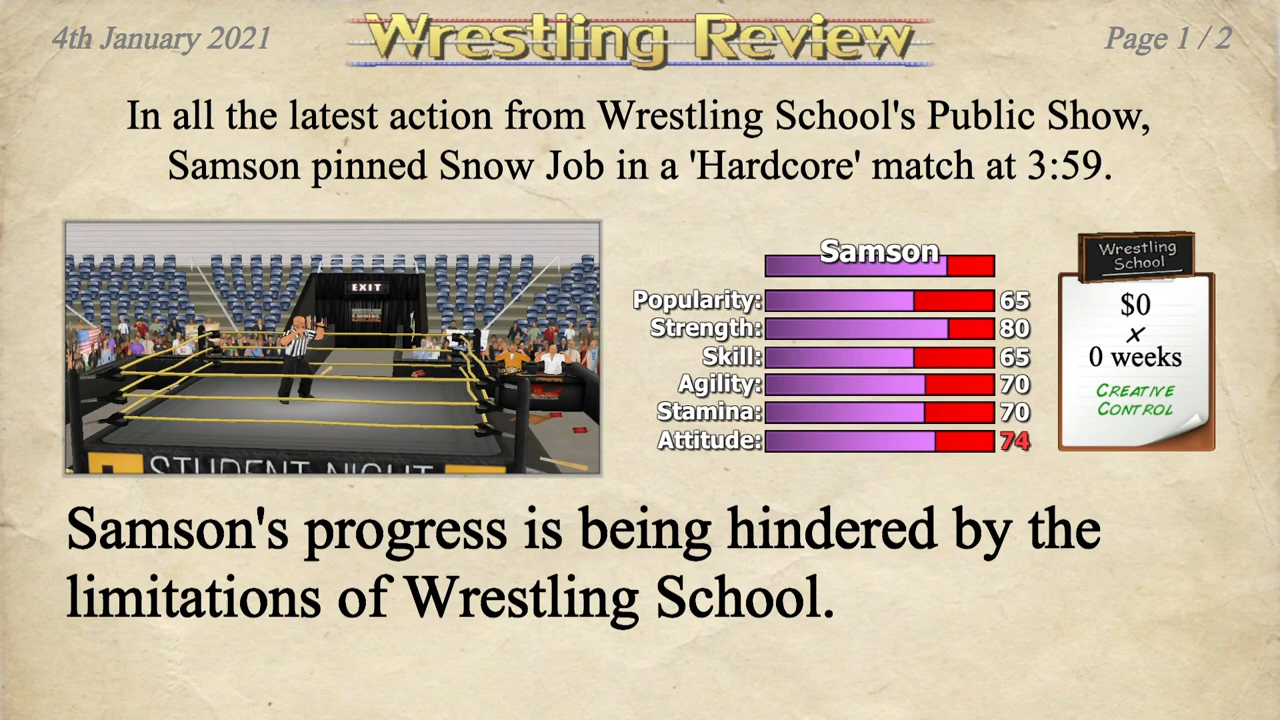 4th January 2021
Wrestling Review
Page 1 / 2
In all the latest action from Wrestling School's Public Show,
Samson pinned Snow Job in a 'Hardcore' match at 3:59.
EXIT
STUDENT NIGHT
Samson
Popularity: 65
Strength: 80
Skill: 65
Agility: 70
Stamina: 70
Attitude: 74
Wrestling
School
$0
x
0 weeks
CREATIVE
CONTROL
Samson's progress is being hindered by the
limitations of Wrestling School.